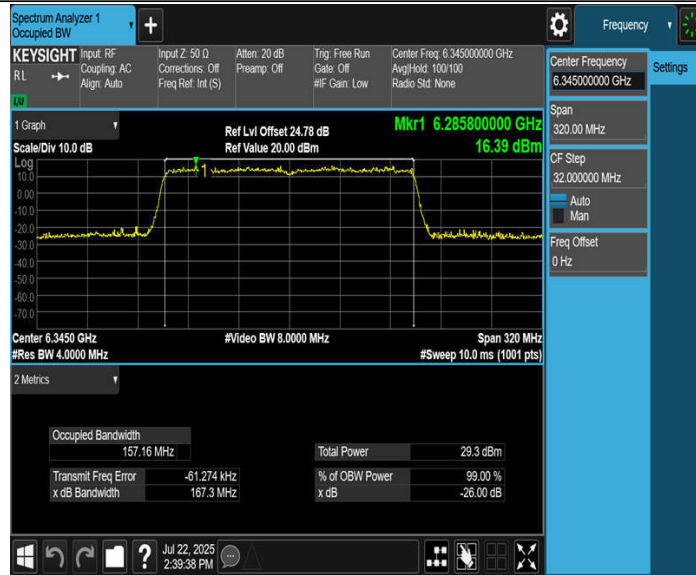 Spectrum Analyzer 1
Occupied BW
+
Frequency
KEYSIGHT
RL
LXI
Input: RF
Coupling: AC
Align: Auto
Input Z: 50 Ω
Corrections: Off
Freq Ref: Int (S)
Atten: 20 dB
Preamp: Off
Trig: Free Run
Gate: Off
#IF Gain: Low
Center Freq: 6.345000000 GHz
Avg|Hold: 100/100
Radio Std: None
Center Frequency
6.345000000 GHz
Settings
Span
320.00 MHz
CF Step
32.000000 MHz
Auto
Man
Freq Offset
0 Hz
1 Graph
Scale/Div 10.0 dB
Ref Lvl Offset 24.78 dB
Ref Value 20.00 dBm
Mkr1 6.285800000 GHz
16.39 dBm
Log
10.0
0.00
-10.0
-20.0
-30.0
-40.0
-50.0
-60.0
-70.0
1
Center 6.3450 GHz
#Res BW 4.0000 MHz
#Video BW 8.0000 MHz
Span 320 MHz
#Sweep 10.0 ms (1001 pts)
2 Metrics
Occupied Bandwidth
157.16 MHz
Total Power 29.3 dBm
Transmit Freq Error -61.274 kHz
% of OBW Power 99.00 %
x dB Bandwidth 167.3 MHz
x dB -26.00 dB
?
Jul 22, 2025
2:39:38 PM